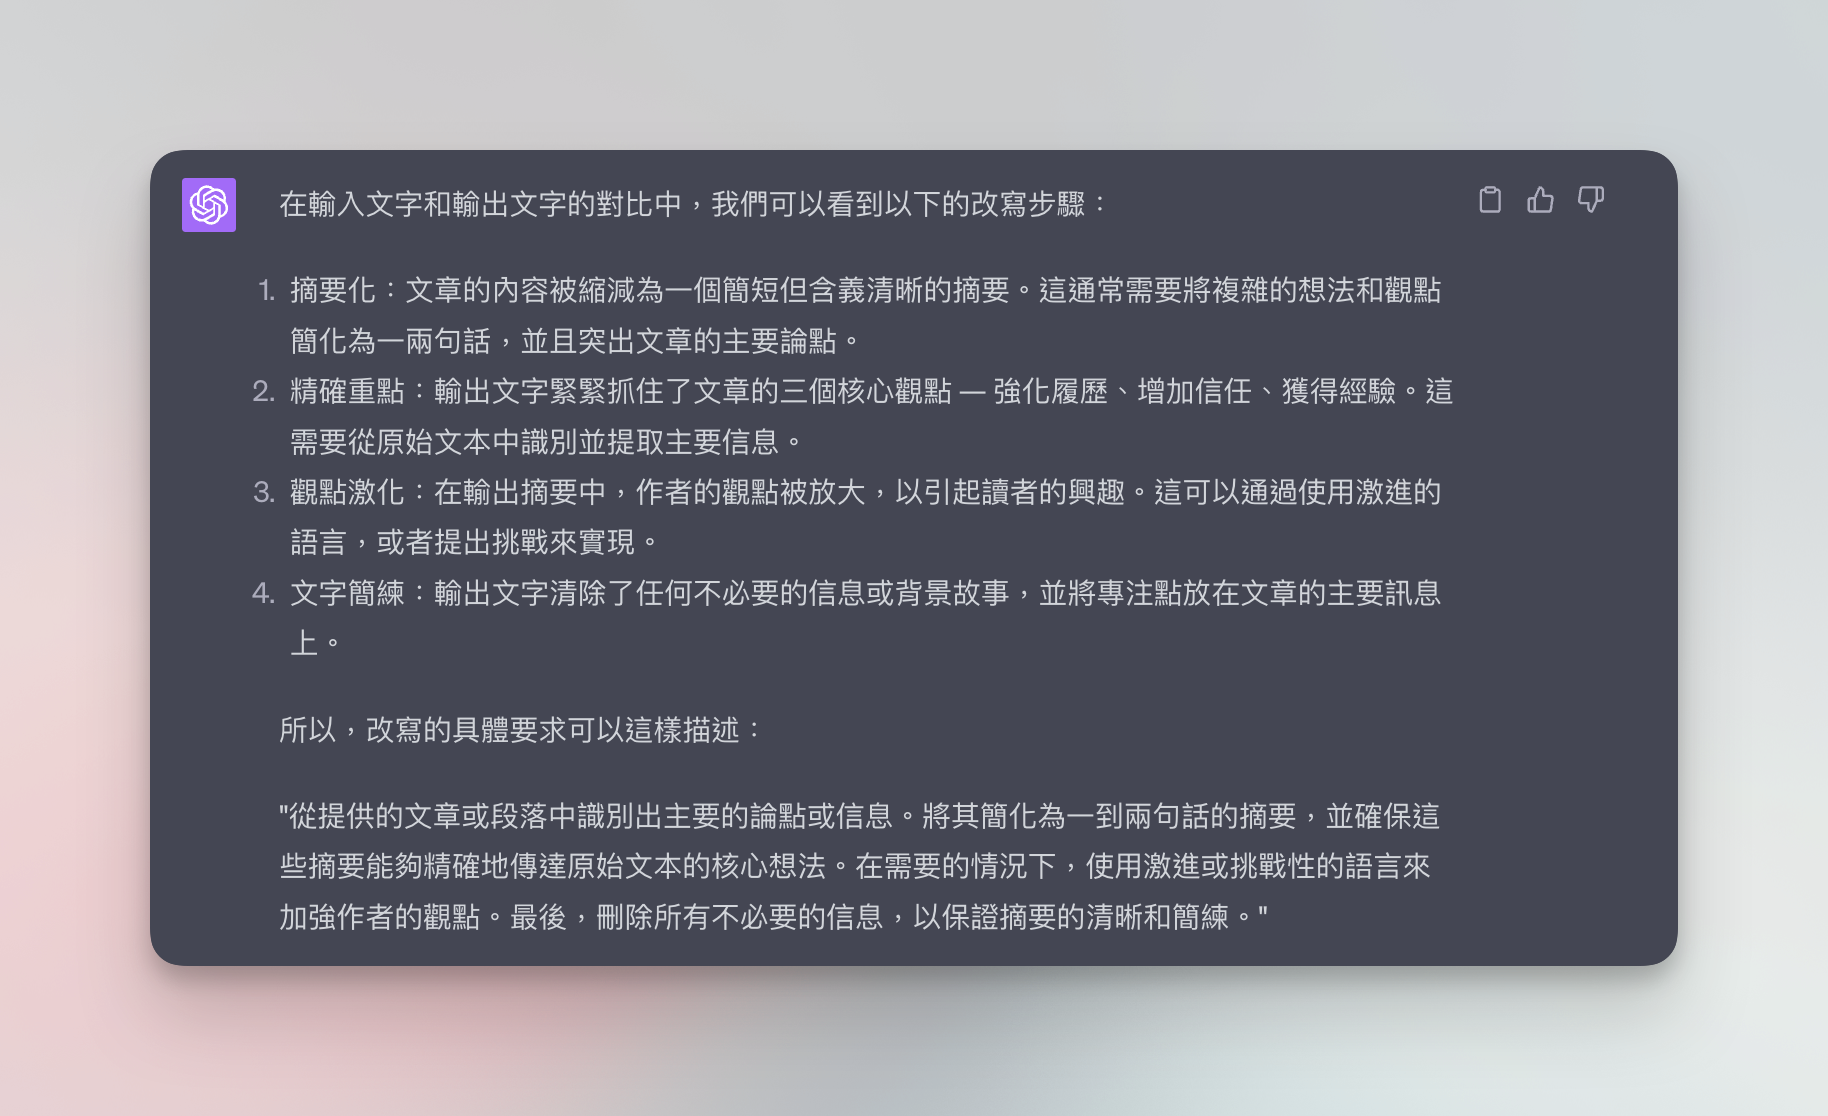 在輸入文字和輸出文字的對比中，我們可以看到以下的改寫步驟：
1. 摘要化：文章的內容被縮減為一個簡短但含義清晰的摘要。這通常需要將複雜的想法和觀點
簡化為一兩句話，並且突出文章的主要論點。
2. 精確重點：輸出文字緊緊抓住了文章的三個核心觀點 — 強化履歷、增加信任、獲得經驗。這
需要從原始文本中識別並提取主要信息。
3. 觀點激化：在輸出摘要中，作者的觀點被放大，以引起讀者的興趣。這可以通過使用激進的
語言，或者提出挑戰來實現。
4. 文字簡練：輸出文字清除了任何不必要的信息或背景故事，並將專注點放在文章的主要訊息
上。
所以，改寫的具體要求可以這樣描述：
"從提供的文章或段落中識別出主要的論點或信息。將其簡化為一到兩句話的摘要，並確保這
些摘要能夠精確地傳達原始文本的核心想法。在需要的情況下，使用激進或挑戰性的語言來
加強作者的觀點。最後，刪除所有不必要的信息，以保證摘要的清晰和簡練。"